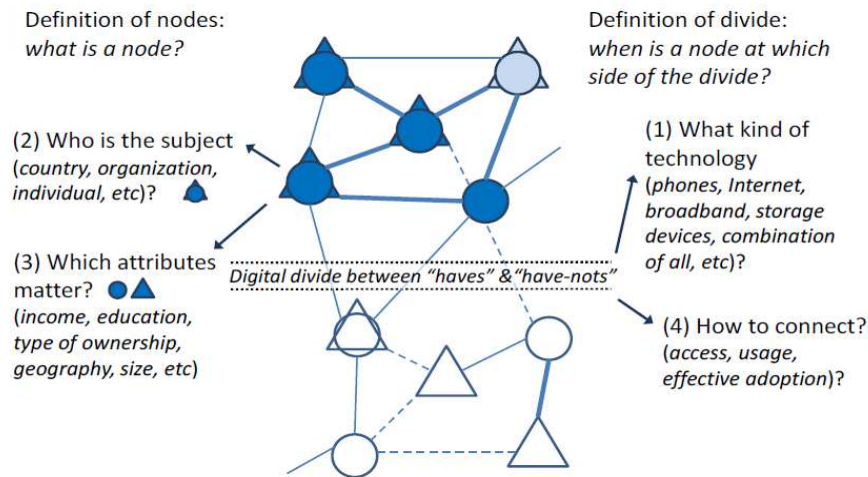 Definition of nodes:
what is a node?
Definition of divide:
when is a node at which
side of the divide?
(2) Who is the subject
(country, organization,
individual, etc)?
(3) Which attributes
matter?
(income, education,
type of ownership,
geography, size, etc)
(1) What kind of
technology
(phones, Internet,
broadband, storage
devices, combination
of all, etc)?
Digital divide between “haves” &“have-nots”
(4) How to connect?
(access, usage,
effective adoption)?